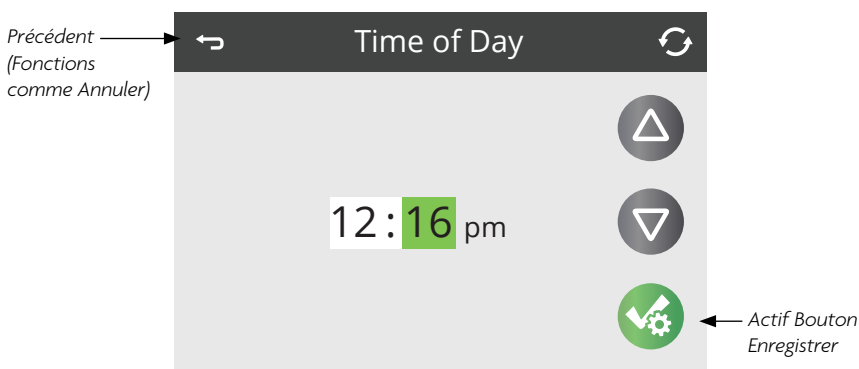 Précédent
(Fonctions
comme Annuler)
Time of Day
12:16 pm
Actif Bouton
Enregistrer